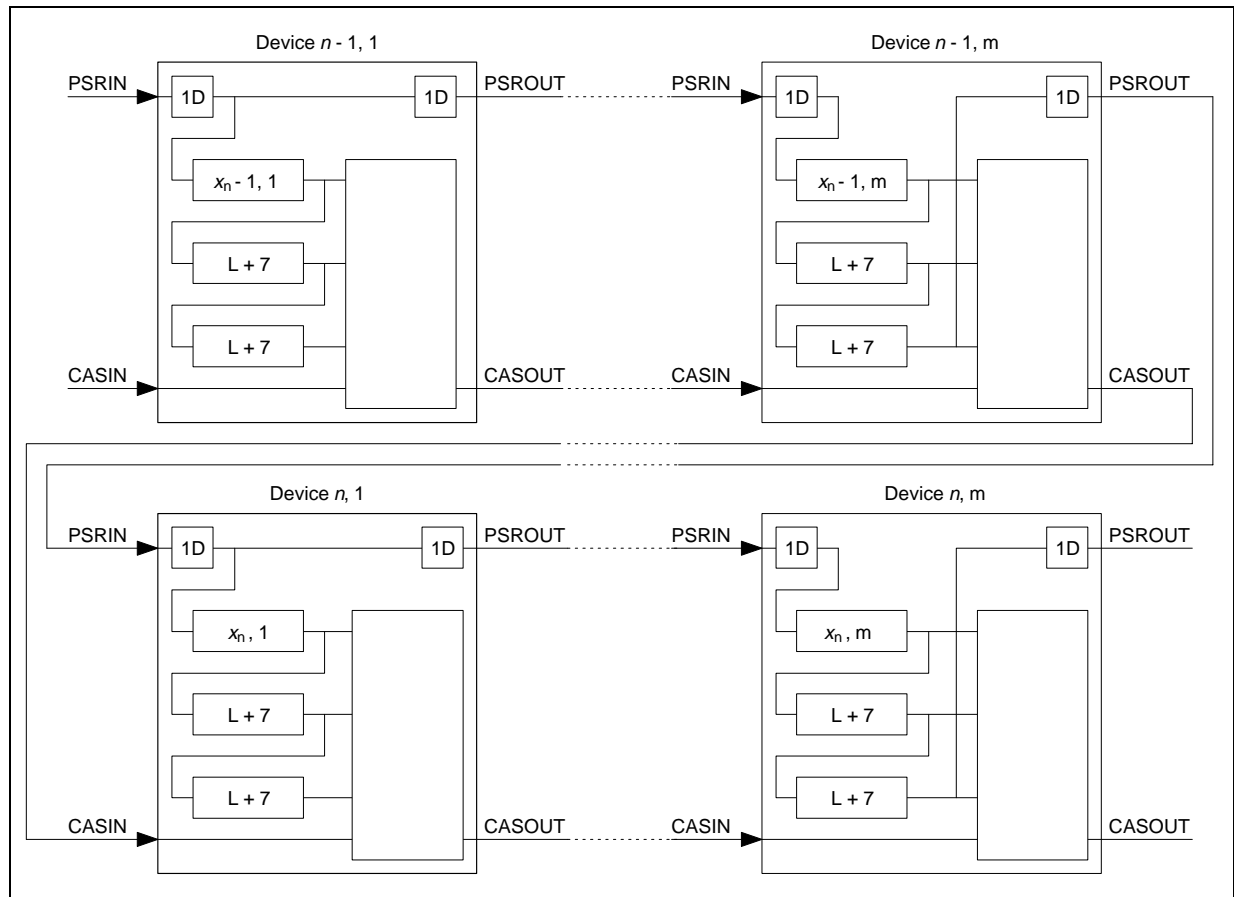 Device n - 1, 1
Device n - 1, m
PSRIN
1D
1D
PSROUT
PSRIN
1D
1D
PSROUT
xn - 1, 1
xn - 1, m
L + 7
L + 7
L + 7
L + 7
CASIN
CASOUT
CASIN
CASOUT
Device n, 1
Device n, m
PSRIN
1D
1D
PSROUT
PSRIN
1D
1D
PSROUT
xn , 1
xn , m
L + 7
L + 7
L + 7
L + 7
CASIN
CASOUT
CASIN
CASOUT